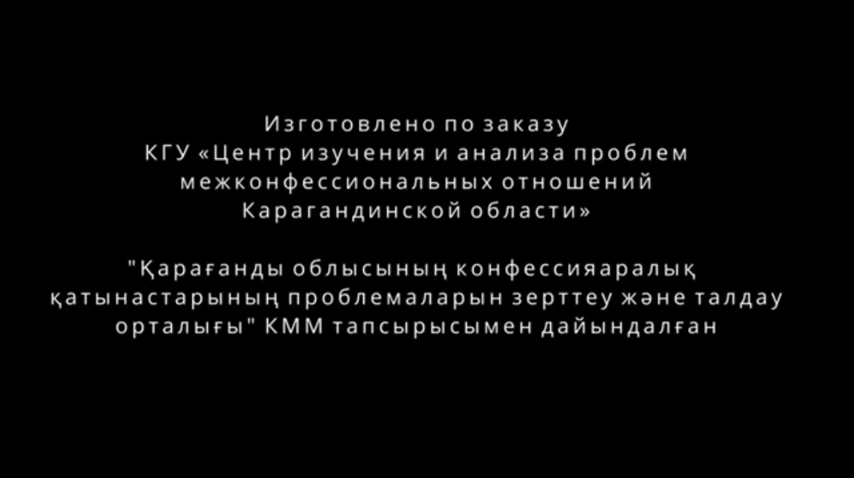 Изготовлено по заказу
КГУ «Центр изучения и анализа проблем
межконфессиональных отношений
Карагандинской области»
"Қарағанды облысының конфессияаралық
қатынастарының проблемаларын зерттеу және талдау
орталығы" КММ тапсырысымен дайындалған